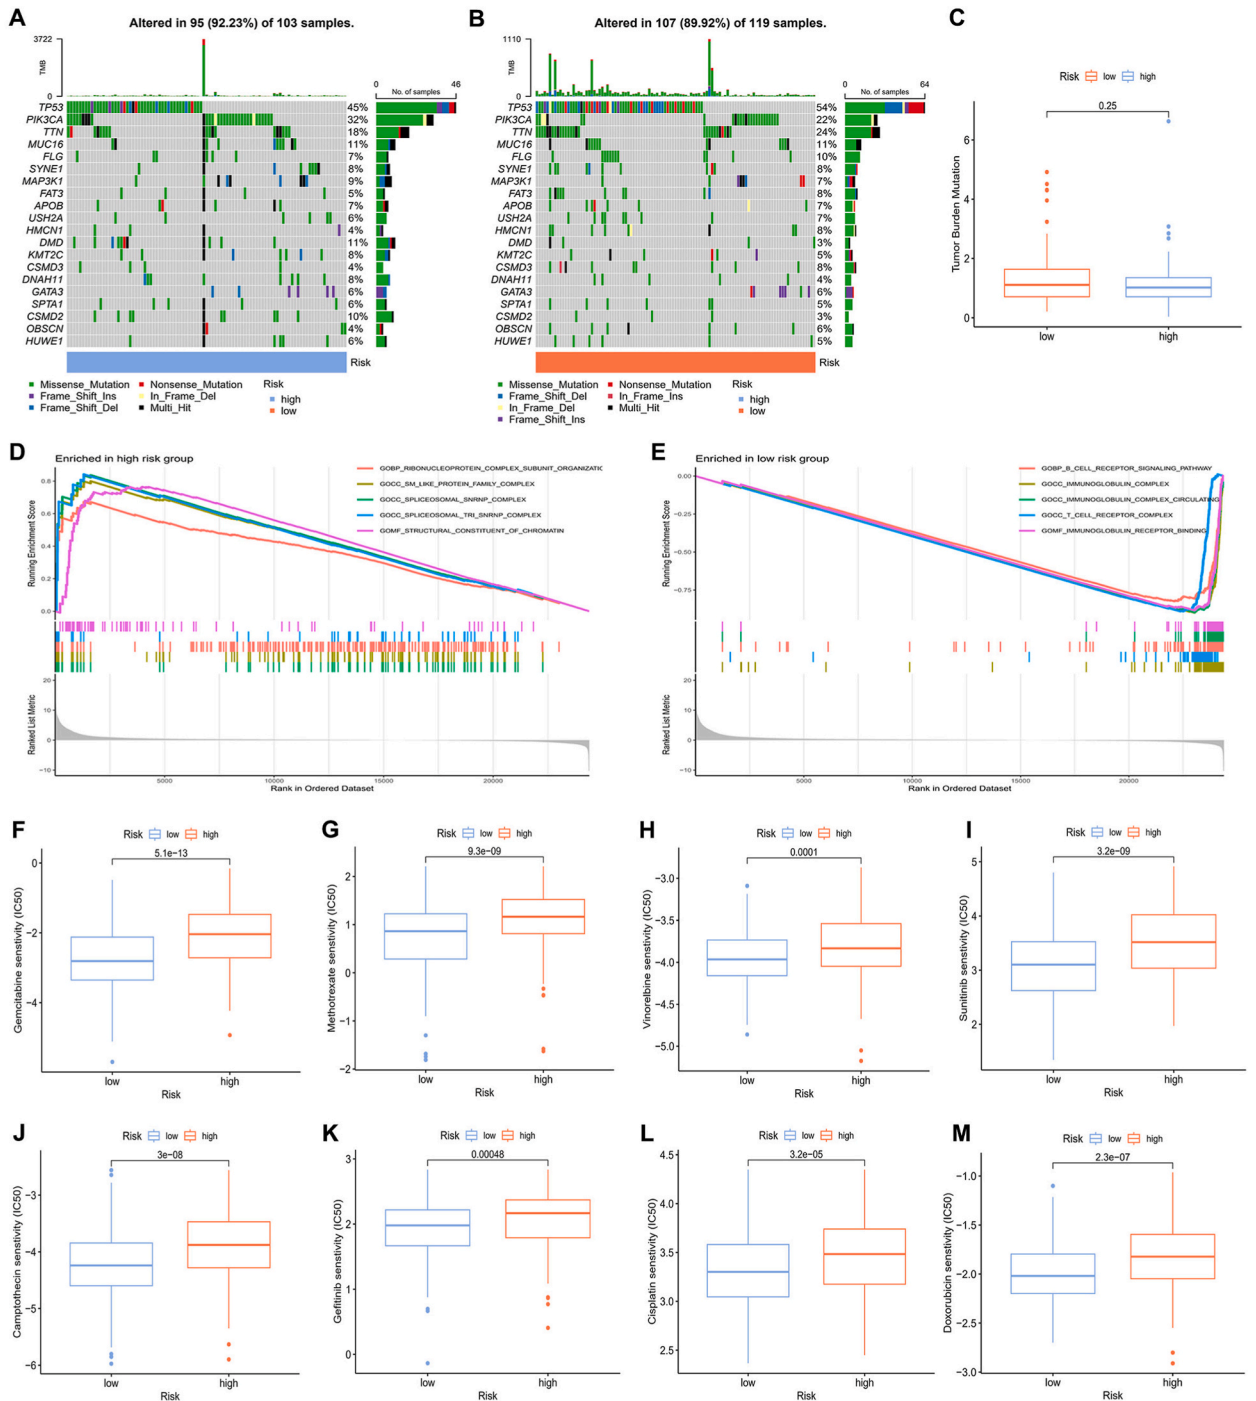 A
Altered in 95 (92.23%) of 103 samples.
3722
TMB
0
0 46
No. of samples
TP53 45%
PIK3CA 32%
TTN 18%
MUC16 11%
FLG 7%
SYNE1 8%
MAP3K1 9%
FAT3 5%
APOB 7%
USH2A 6%
HMCN1 4%
DMD 11%
KMT2C 8%
CSMD3 4%
DNAH11 8%
GATA3 6%
SPTA1 6%
CSMD2 10%
OBSCN 4%
HUWE1 6%
Risk
Missense_Mutation Nonsense_Mutation Risk
Frame_Shift_Ins In_Frame_Del high
Frame_Shift_Del Multi_Hit low
B
Altered in 107 (89.92%) of 119 samples.
1110
TMB
0
0 64
No. of samples
TP53 54%
PIK3CA 22%
TTN 24%
MUC16 11%
FLG 10%
SYNE1 8%
MAP3K1 7%
FAT3 8%
APOB 7%
USH2A 7%
HMCN1 8%
DMD 3%
KMT2C 5%
CSMD3 8%
DNAH11 4%
GATA3 6%
SPTA1 5%
CSMD2 3%
OBSCN 6%
HUWE1 5%
Risk
Missense_Mutation Nonsense_Mutation Risk
Frame_Shift_Del In_Frame_Ins high
In_Frame_Del Multi_Hit low
Frame_Shift_Ins
C
Risk low high
0.25
Tumor Burden Mutation
6
4
2
0
low high
D
Enriched in high risk group
Running Enrichment Score
0.8
0.6
0.4
0.2
0.0
GOBP_RIBONUCLEOPROTEIN_COMPLEX_SUBUNIT_ORGANIZATIO
GOCC_SM_LIKE_PROTEIN_FAMILY_COMPLEX
GOCC_SPLICEOSOMAL_SNRNP_COMPLEX
GOCC_SPLICEOSOMAL_TRI_SNRNP_COMPLEX
GOMF_STRUCTURAL_CONSTITUENT_OF_CHROMATIN
Ranked List Metric
20
10
0
−10
5000 10000 15000 20000
Rank in Ordered Dataset
E
Enriched in low risk group
Running Enrichment Score
0.00
−0.25
−0.50
−0.75
GOBP_B_CELL_RECEPTOR_SIGNALING_PATHWAY
GOCC_IMMUNOGLOBULIN_COMPLEX
GOCC_IMMUNOGLOBULIN_COMPLEX_CIRCULATING
GOCC_T_CELL_RECEPTOR_COMPLEX
GOMF_IMMUNOGLOBULIN_RECEPTOR_BINDING
Ranked List Metric
20
10
0
−10
5000 10000 15000 20000
Rank in Ordered Dataset
F
Risk low high
5.1e−13
Gemcitabine senstivity (IC50)
0
−2
−4
low high
Risk
G
Risk low high
9.3e−09
Methotrexate senstivity (IC50)
2
1
0
−1
−2
low high
Risk
H
Risk low high
0.0001
Vinorelbine senstivity (IC50)
−3.0
−3.5
−4.0
−4.5
−5.0
low high
Risk
I
Risk low high
3.2e−09
Sunitinib senstivity (IC50)
5
4
3
2
low high
Risk
J
Risk low high
3e−08
Camptothecin senstivity (IC50)
−3
−4
−5
−6
low high
Risk
K
Risk low high
0.00048
Gefitinib senstivity (IC50)
3
2
1
0
low high
Risk
L
Risk low high
3.2e−05
Cisplatin senstivity (IC50)
4.5
4.0
3.5
3.0
2.5
low high
Risk
M
Risk low high
2.3e−07
Doxorubicin senstivity (IC50)
−1.0
−1.5
−2.0
−2.5
−3.0
low high
Risk